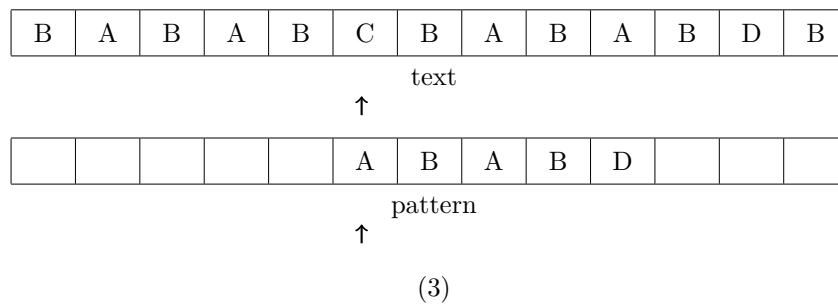 B A B A B C B A B A B D B
text
↑
A B A B D
pattern
↑
(3)